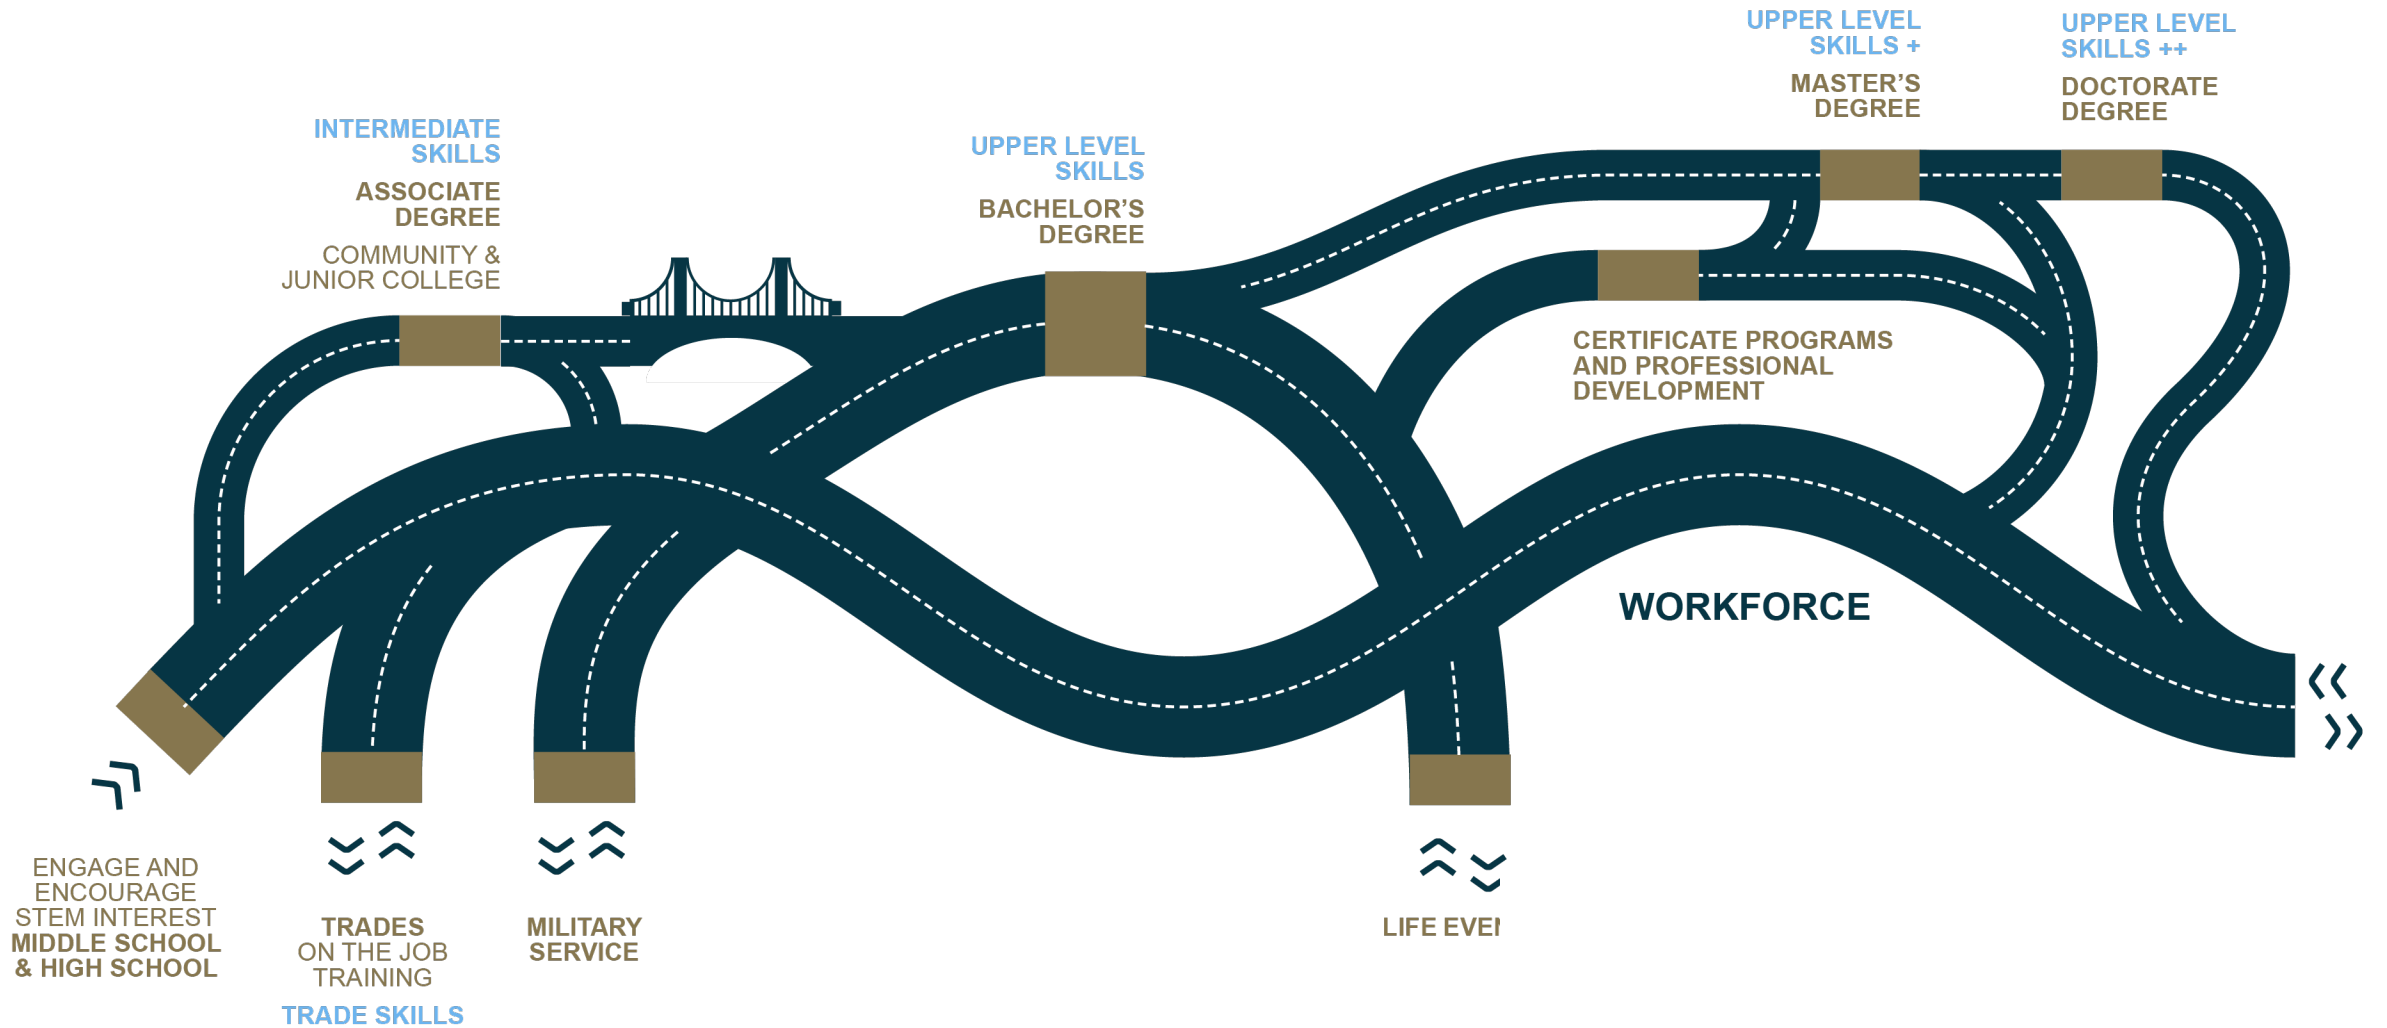 UPPER LEVEL
SKILLS +
MASTER’S
DEGREE
UPPER LEVEL
SKILLS ++
DOCTORATE
DEGREE
INTERMEDIATE
SKILLS
ASSOCIATE
DEGREE
COMMUNITY &
JUNIOR COLLEGE
UPPER LEVEL
SKILLS
BACHELOR’S
DEGREE
CERTIFICATE PROGRAMS
AND PROFESSIONAL
DEVELOPMENT
WORKFORCE
ENGAGE AND
ENCOURAGE
STEM INTEREST
MIDDLE SCHOOL
& HIGH SCHOOL
TRADES
ON THE JOB
TRAINING
TRADE SKILLS
MILITARY
SERVICE
LIFE